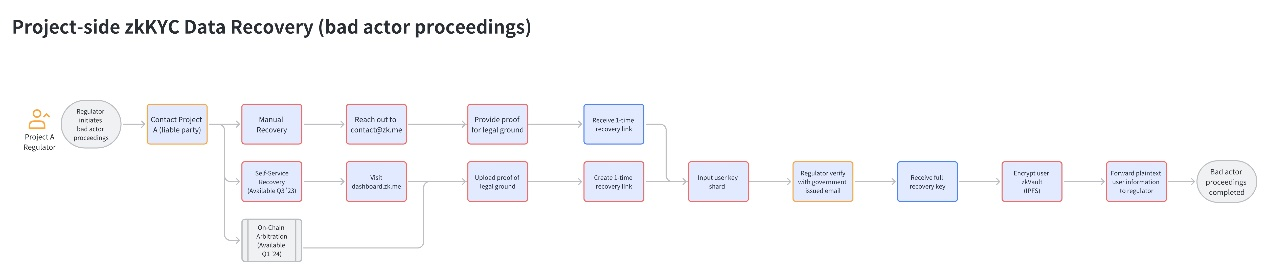 Project-side zkKYC Data Recovery (bad actor proceedings)
Project A
Regulator
Regulator
initiates
bad actor
proceedings
Contact Project
A (liable party)
Manual
Recovery
Reach out to
contact@zk.me
Provide proof
for legal ground
Receive 1-time
recovery link
Self-Service
Recovery
(Available Q3 '23)
Visit
dashboard.zk.me
Upload proof of
legal ground
Create 1-time
recovery link
Input user key
shard
Regulator verify
with government
issued email
Receive full
recovery key
Encrypt user
zkVault
(IPFS)
Forward plaintext
user information
to regulator
Bad actor
proceedings
completed
On-Chain
Arbitration
(Available
Q1 '24)